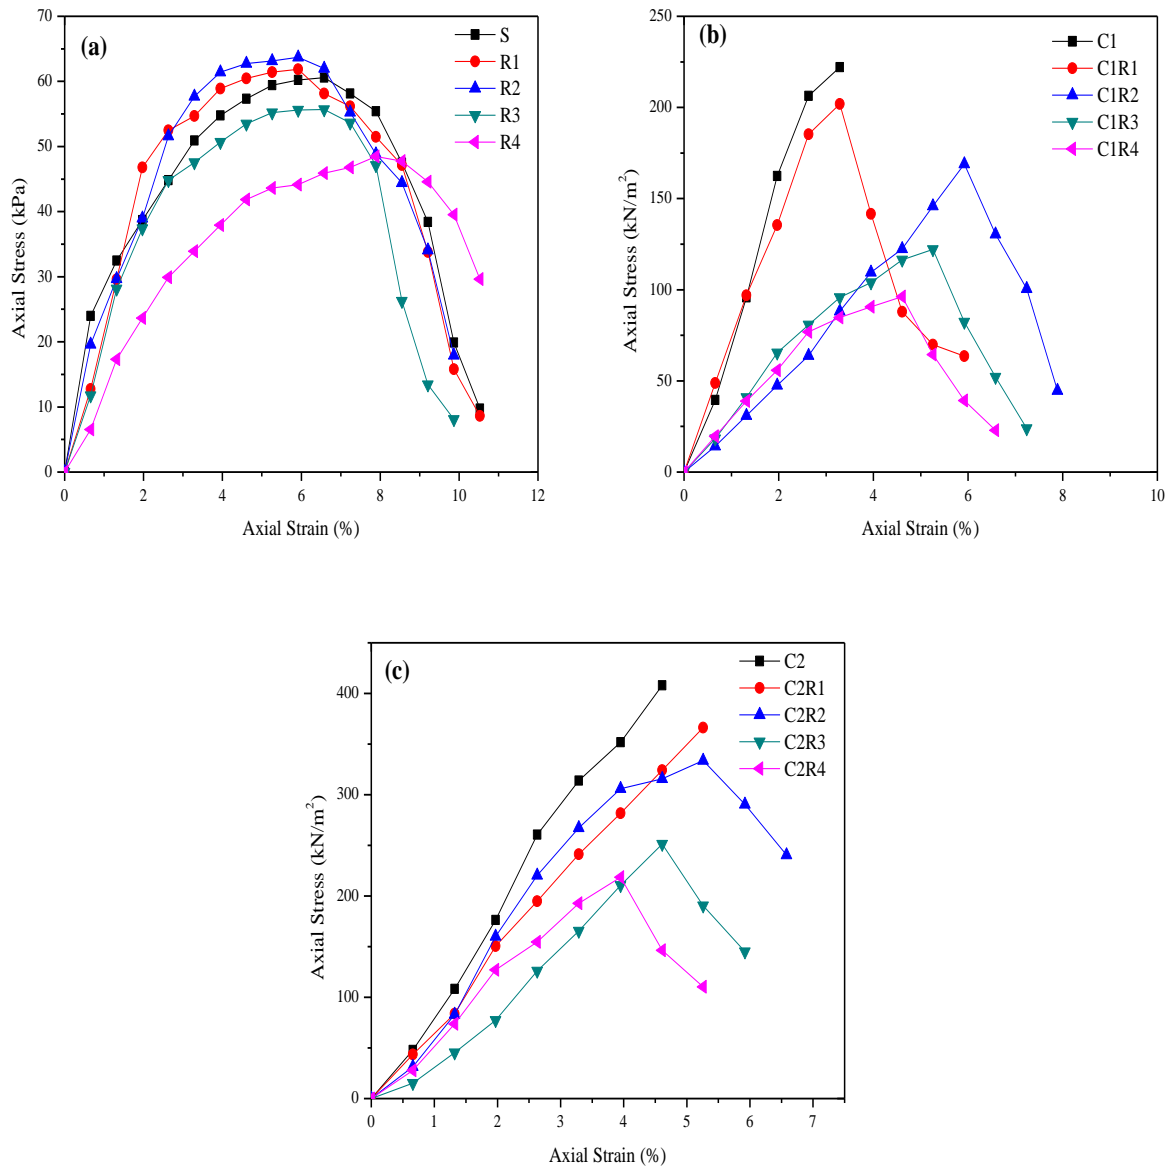 (a)
S
R1
R2
R3
R4
Axial Stress (kPa)
70
60
50
40
30
20
10
0
0 2 4 6 8 10 12
Axial Strain (%)
(b)
C1
C1R1
C1R2
C1R3
C1R4
Axial Stress (kN/m²)
250
200
150
100
50
0
0 2 4 6 8 10
Axial Strain (%)
(c)
C2
C2R1
C2R2
C2R3
C2R4
Axial Stress (kN/m²)
400
300
200
100
0
0 1 2 3 4 5 6 7
Axial Strain (%)